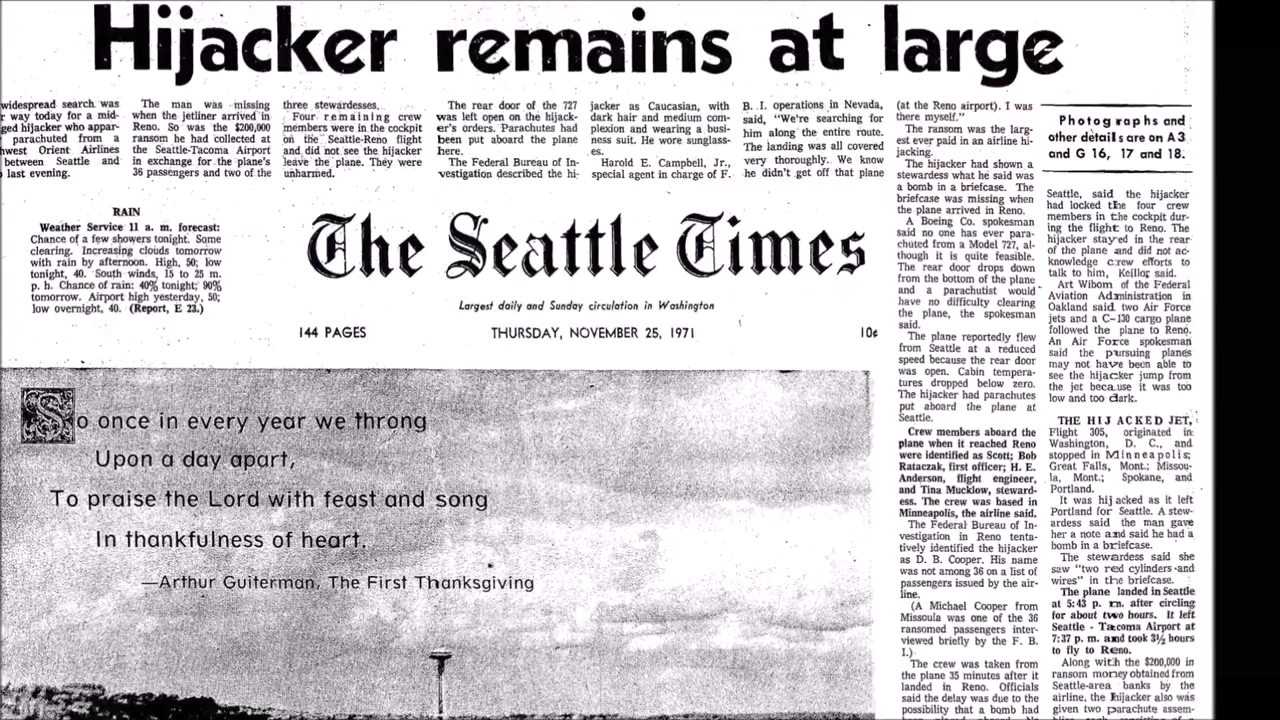 Hijacker remains at large
widespread search was
r way today for a mid-
ged hijacker who appar-
parachuted from a
hwest Orient Airlines
between Seattle and
last evening.
The man was missing
when the jetliner arrived in
Reno. So was the $200,000
ransom he had collected at
the Seattle-Tacoma Airport
in exchange for the plane's
36 passengers and two of the
three stewardesses.
Four remaining crew
members were in the cockpit
on the Seattle-Reno flight
and did not see the hijacker
leave the plane. They were
unharmed.
The rear door of the 727
was left open on the hijack-
er's orders. Parachutes had
been put aboard the plane
here.
The Federal Bureau of In-
vestigation described the hi-
jacker as Caucasian, with
dark hair and medium com-
plexion and wearing a busi-
ness suit. He wore sunglass-
es.
Harold E. Campbell, Jr.,
special agent in charge of F.
B. I. operations in Nevada,
said, "We're searching for
him along the entire route.
The landing was all covered
very thoroughly. We know
he didn't get off that plane
(at the Reno airport). I was
there myself."
The ransom was the larg-
est ever paid in an airline hi-
jacking.
The hijacker had shown a
stewardess what he said was
a bomb in a briefcase. The
briefcase was missing when
the plane arrived in Reno.
A Boeing Co. spokesman
said no one has ever para-
chuted from a Model 727, al-
though it is quite feasible.
The rear door drops down
from the bottom of the plane
and a parachutist would
have no difficulty clearing
the plane, the spokesman
said.
The plane reportedly flew
from Seattle at a reduced
speed because the rear door
was open. Cabin tempera-
tures dropped below zero.
The hijacker had parachutes
put aboard the plane at
Seattle.
Crew members aboard the
plane when it reached Reno
were identified as Scott; Bob
Rataczak, first officer; H. E.
Anderson, flight engineer,
and Tina Mucklow, steward-
ess. The crew was based in
Minneapolis, the airline said.
The Federal Bureau of In-
vestigation in Reno tenta-
tively identified the hijacker
as D. B. Cooper. His name
was not among 36 on a list of
passengers issued by the air-
line.
(A Michael Cooper from
Missoula was one of the 36
ransomed passengers inter-
viewed briefly by the F. B.
I.)
The crew was taken from
the plane 35 minutes after it
landed in Reno. Officials
said the delay was due to the
possibility that a bomb had
Photographs and
other details are on A3
and G 16, 17 and 18.
Seattle, said the hijacker
had locked the four crew
members in the cockpit dur-
ing the flight to Reno. The
hijacker stayed in the rear
of the plane and did not ac-
knowledge crew efforts to
talk to him, Keillor said.
Art Wibom of the Federal
Aviation Administration in
Oakland said two Air Force
jets and a C-130 cargo plane
followed the plane to Reno.
An Air Force spokesman
said the pursuing planes
may not have been able to
see the hijacker jump from
the jet because it was too
low and too dark.
THE HIJACKED JET,
Flight 305, originated in
Washington, D. C., and
stopped in Minneapolis;
Great Falls, Mont.; Missou-
la, Mont.; Spokane, and
Portland.
It was hijacked as it left
Portland for Seattle. A stew-
ardess said the man gave
her a note and said he had a
bomb in a briefcase.
The stewardess said she
saw "two red cylinders and
wires" in the briefcase.
The plane landed in Seattle
at 5:43 p. m. after circling
for about two hours. It left
Seattle - Tacoma Airport at
7:37 p. m. and took 3½ hours
to fly to Reno.
Along with the $200,000 in
ransom money obtained from
Seattle-area banks by the
airline, the hijacker also was
given two parachute assem-
RAIN
Weather Service 11 a. m. forecast:
Chance of a few showers tonight. Some
clearing. Increasing clouds tomorrow
with rain by afternoon. High, 50; low
tonight, 40. South winds, 15 to 25 m.
p. h. Chance of rain: 40% tonight; 90%
tomorrow. Airport high yesterday, 50;
low overnight, 40. (Report, E 23.)
The Seattle Times
Largest daily and Sunday circulation in Washington
144 PAGES THURSDAY, NOVEMBER 25, 1971 10¢
So once in every year we throng
Upon a day apart,
To praise the Lord with feast and song
In thankfulness of heart.
—Arthur Guiterman, The First Thanksgiving